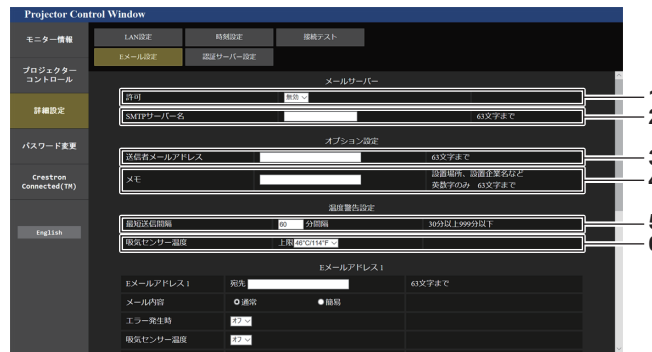 Projector Control Window
モニター情報
プロジェクター
コントロール
詳細設定
パスワード変更
Crestron
Connected(TM)
English
LAN設定 時刻設定 接続テスト
Eメール設定 認証サーバー設定
メールサーバー
許可 無効
SMTPサーバー名 63文字まで
オプション設定
送信者メールアドレス 63文字まで
メモ 設置場所、設置企業名など
英数字のみ 63文字まで
温度警告設定
最短送信間隔 60 分間隔 30分以上999分以下
吸気センサー温度 上限 46°C/114°F
Eメールアドレス 1
Eメールアドレス 1 宛先 63文字まで
メール内容 通常 簡易
エラー発生時 オフ
吸気センサー温度 オフ